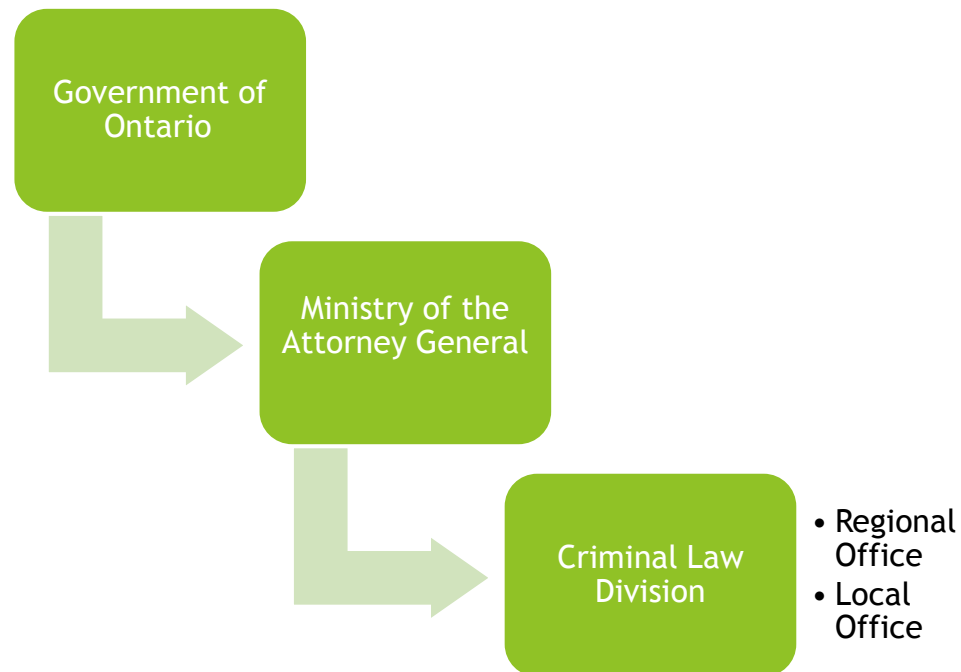 Government of
Ontario
Ministry of the
Attorney General
Criminal Law
Division
• Regional
Office
• Local
Office